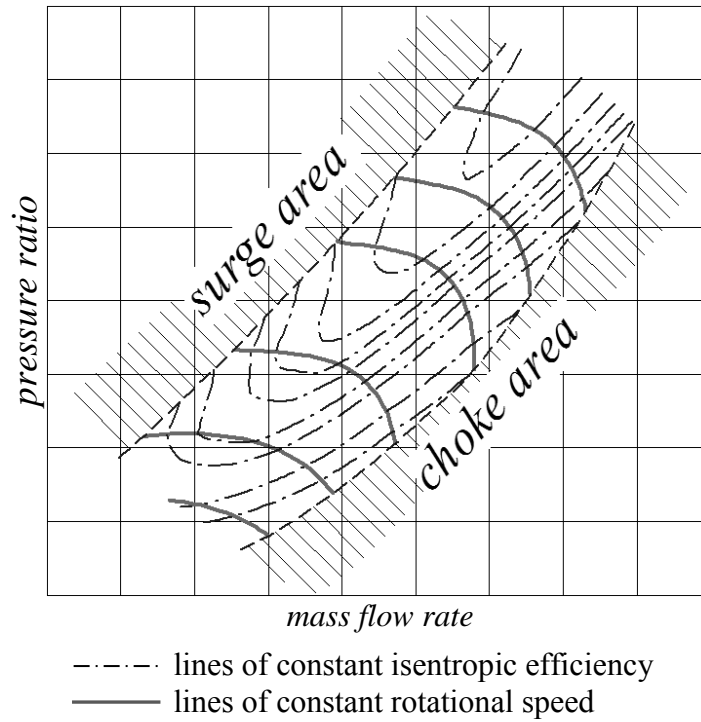 surge area
pressure ratio
choke area
mass flow rate
lines of constant isentropic efficiency
lines of constant rotational speed